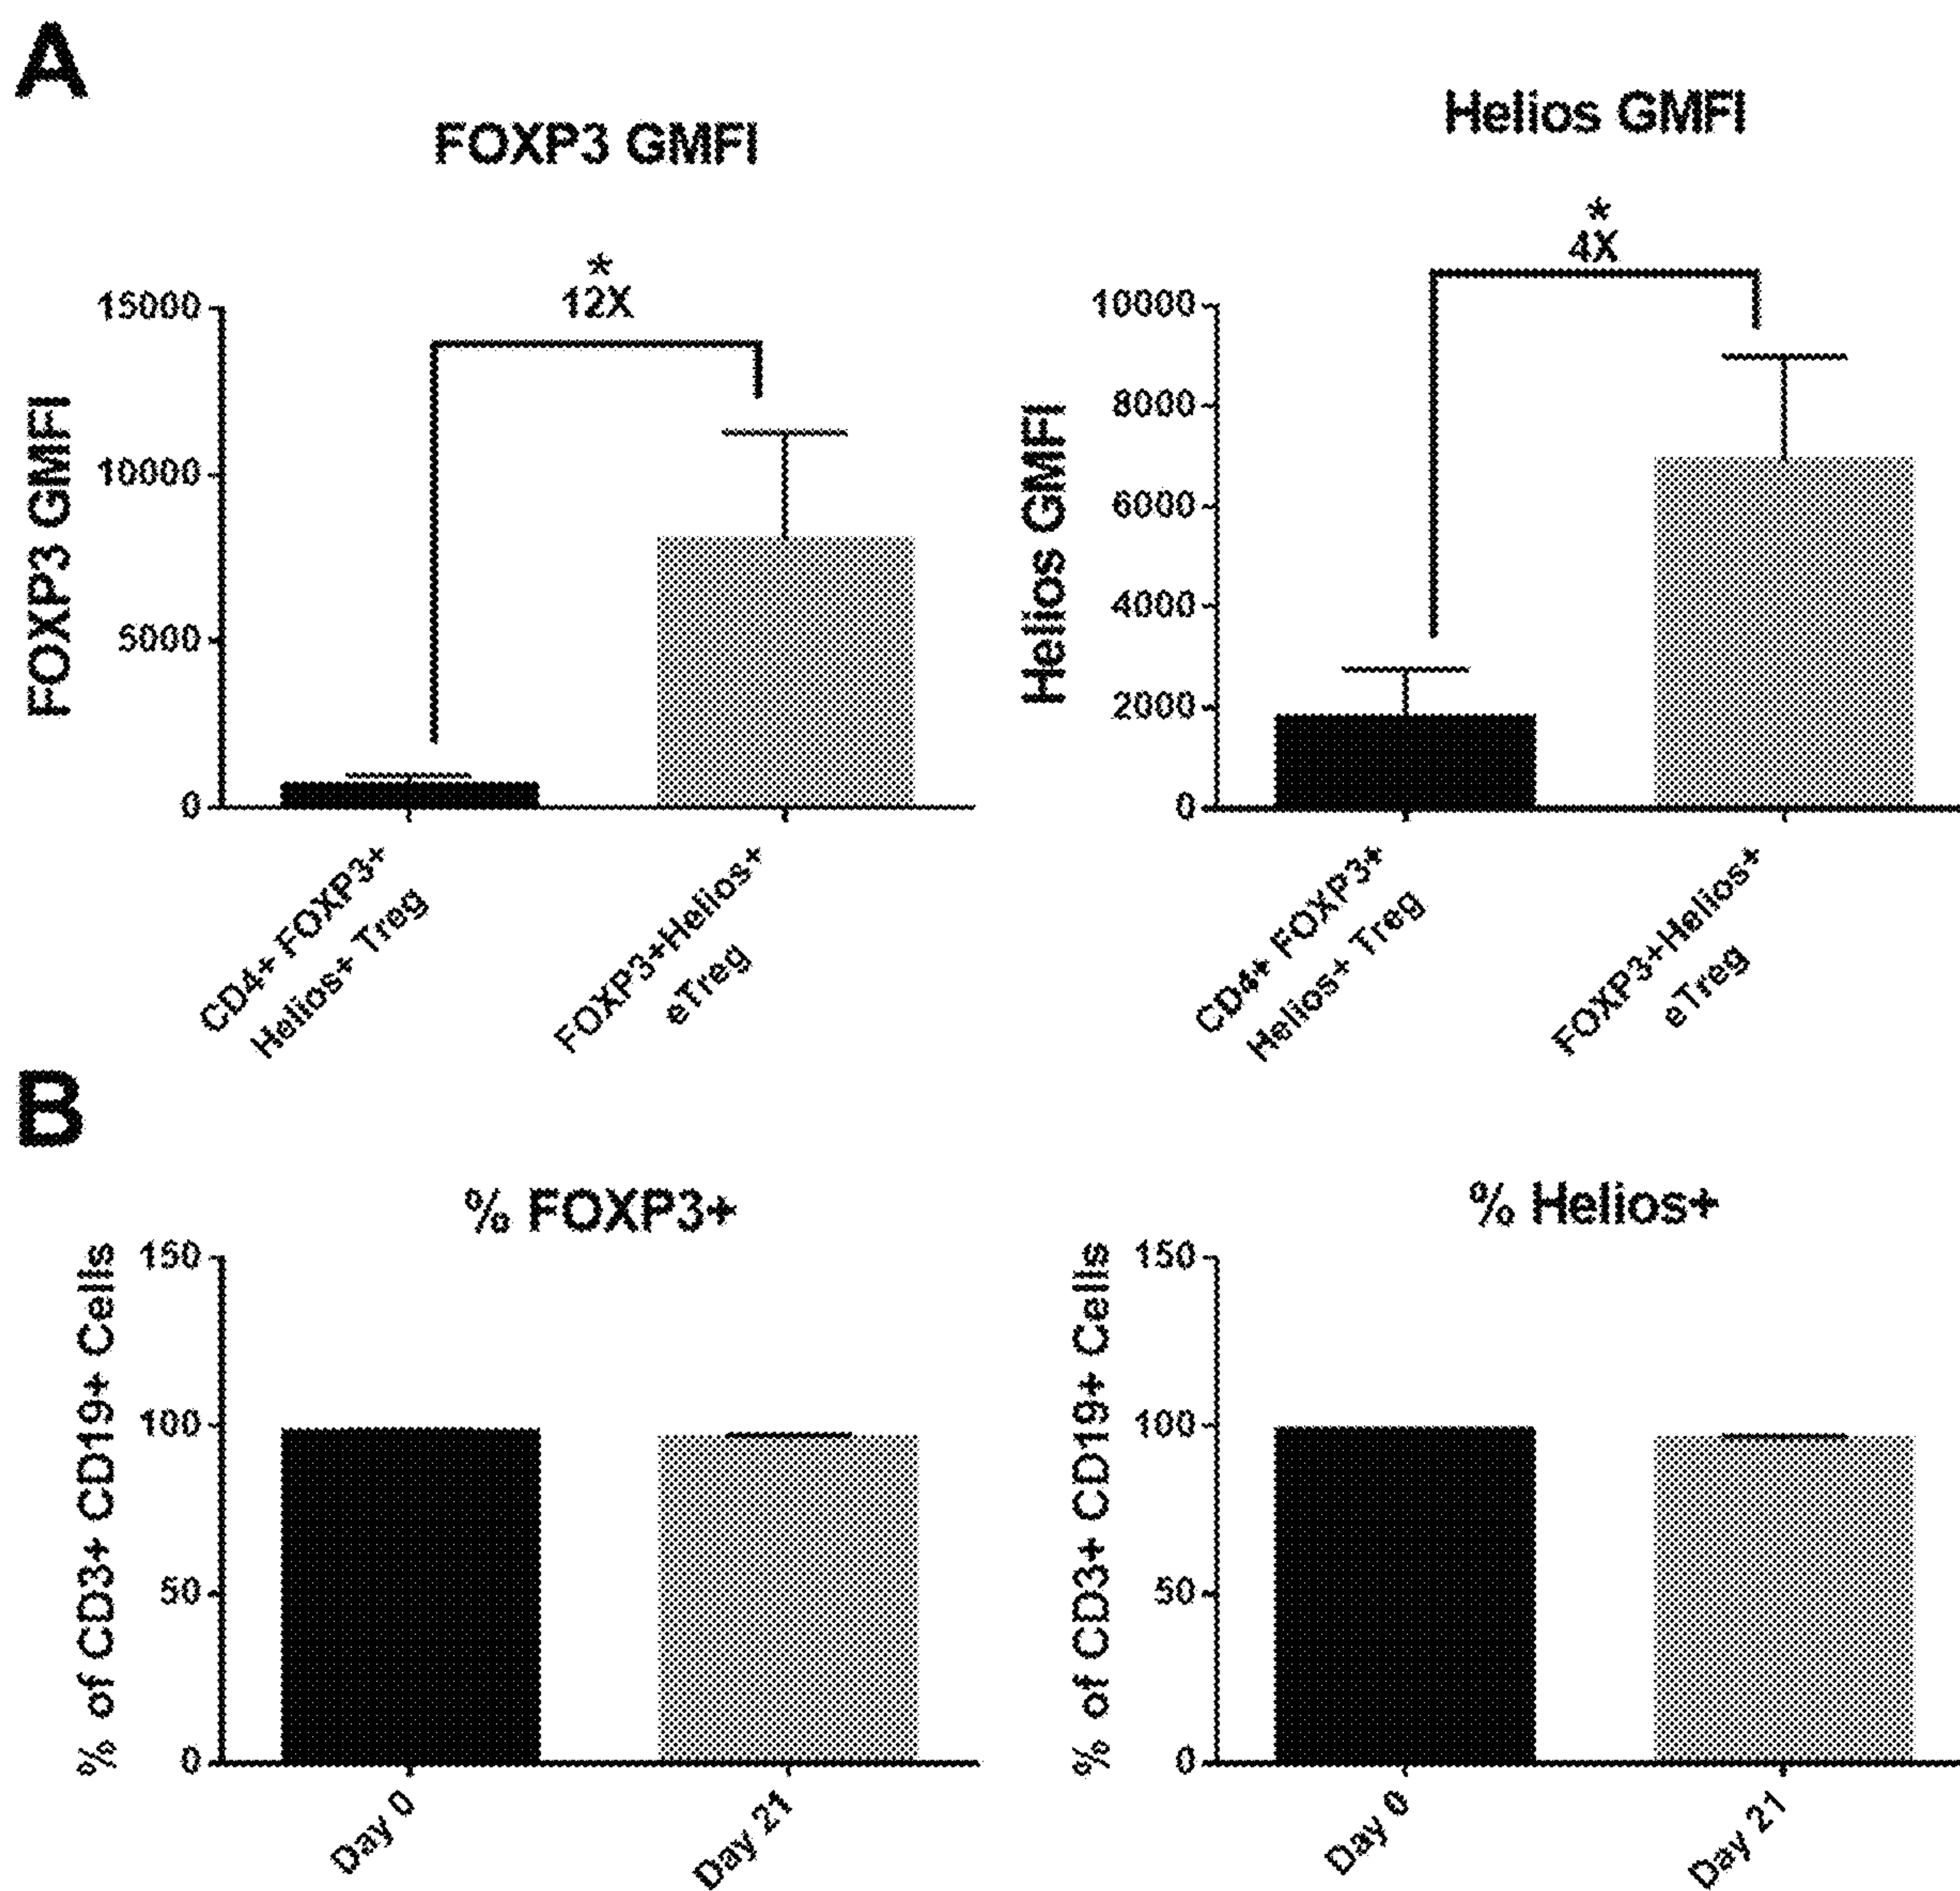 A
FOXP3 GMFI
*
12X
FOXP3 GMFI
15000
10000
5000
0
CD4+ FOXP3+
Helios+ Treg
FOXP3+Helios+
eTreg
Helios GMFI
*
4X
Helios GMFI
10000
8000
6000
4000
2000
0
CD4+ FOXP3+
Helios+ Treg
FOXP3+Helios+
eTreg
B
% FOXP3+
% of CD3+ CD19+ Cells
150
100
50
0
Day 0
Day 21
% Helios+
% of CD3+ CD19+ Cells
150
100
50
0
Day 0
Day 21